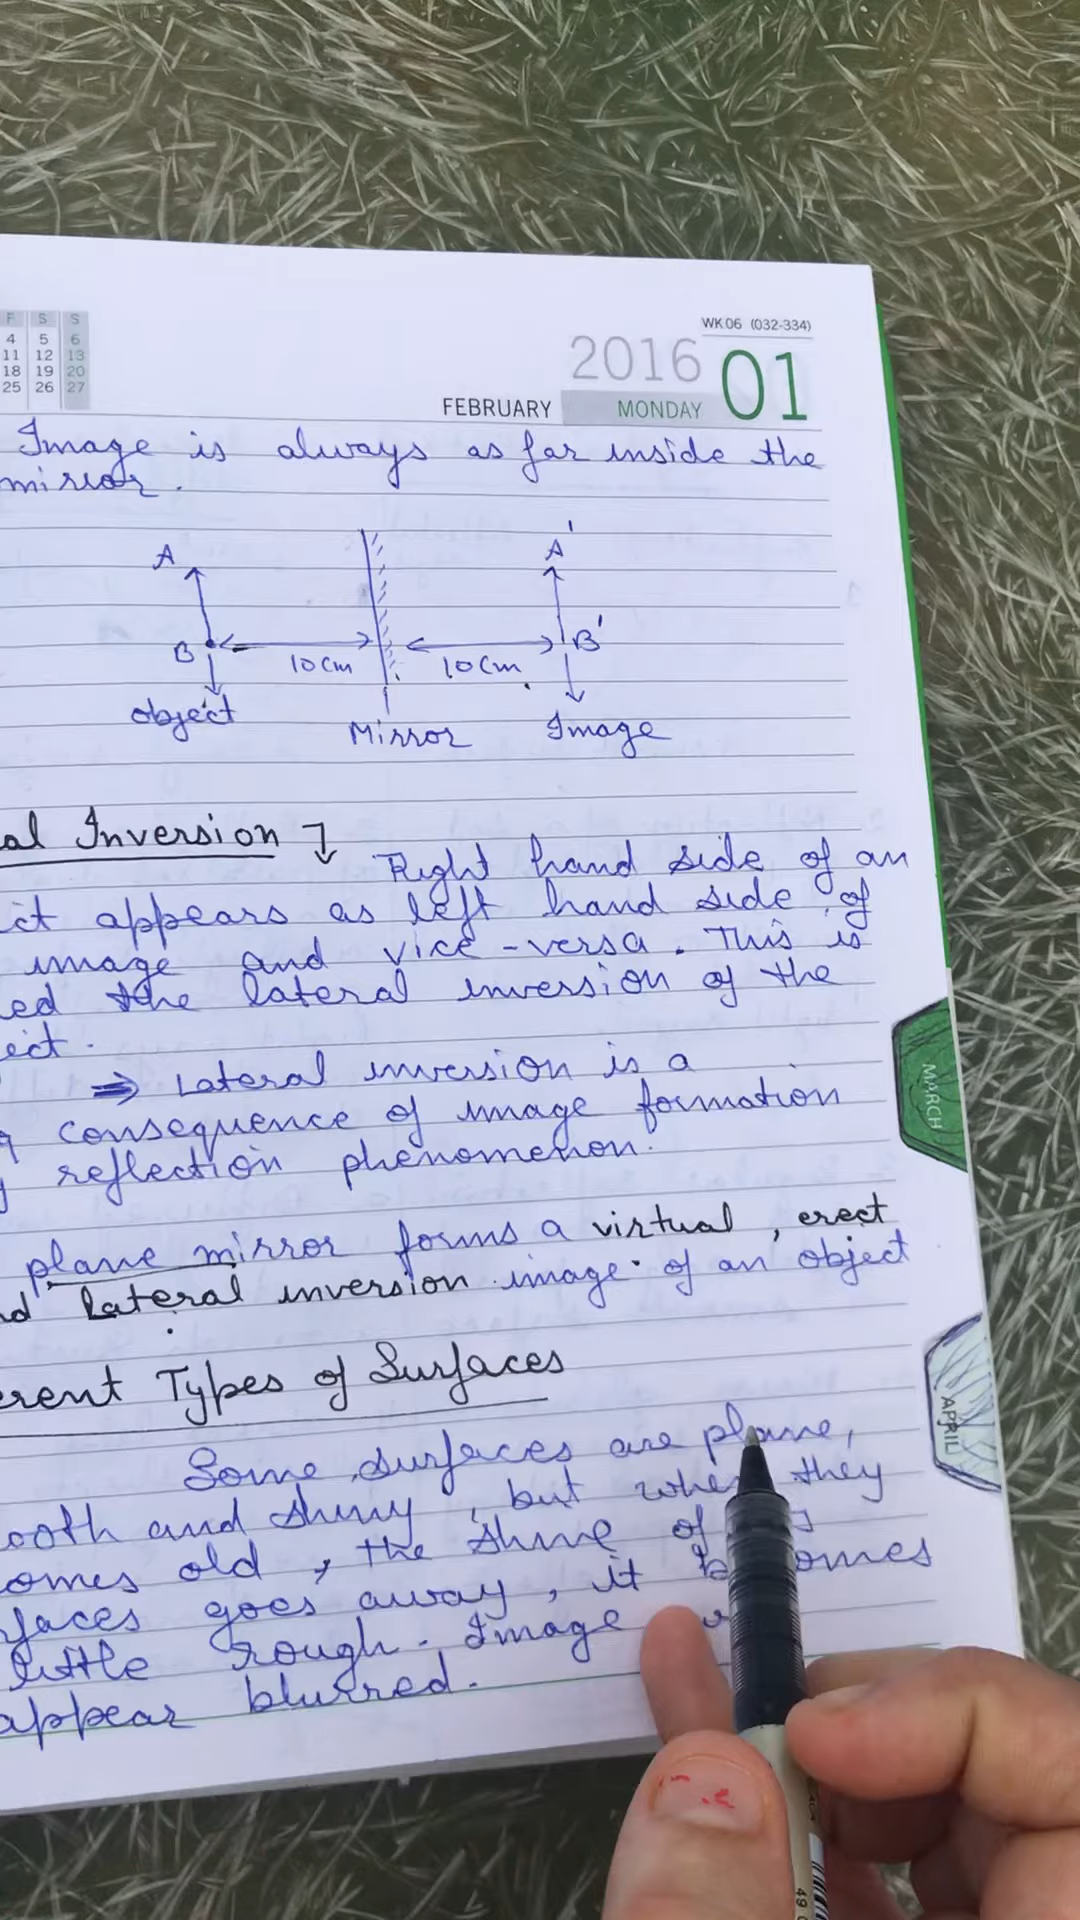 WK06 (032-334)
F S S
4 5 6
11 12 13
18 19 20
25 26 27
2016 01
FEBRUARY MONDAY
Image is always as far inside the
mirror.
A A'
B 10cm 10cm B'
object Mirror Image
al Inversion
Right hand side of an
ct appears as left hand side of
image and vice-versa. This is
ed the lateral inversion of the
ect.
⇒ Lateral inversion is a
consequence of image formation
reflection phenomenon.
plane mirror forms a virtual, erect
nd lateral inversion image of an object
erent Types of Surfaces
Some surfaces are plane,
ooth and shiny, but when they
omes old, the shine of
faces goes away, it omes
little rough. Image
appear blurred.
MARCH
APRIL